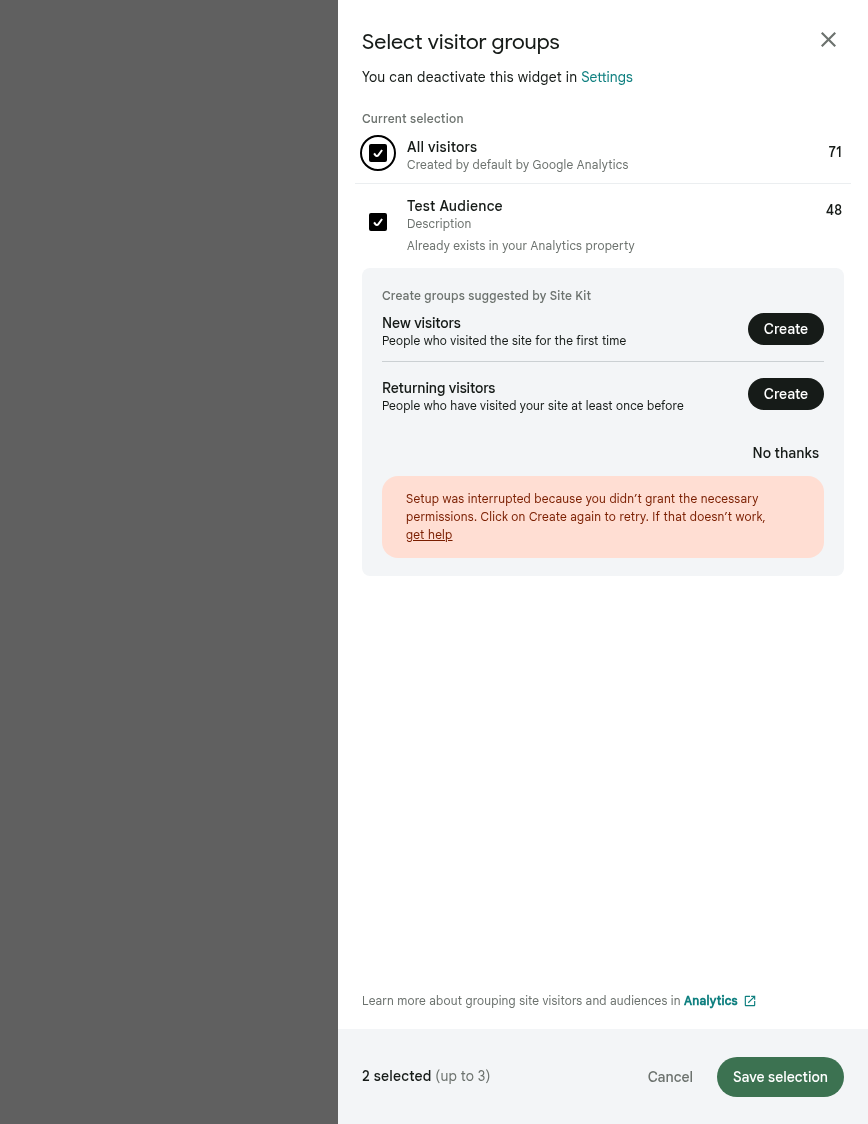 Select visitor groups
You can deactivate this widget in Settings
Current selection
All visitors
71
Created by default by Google Analytics
Test Audience
48
Description
Already exists in your Analytics property
Create groups suggested by Site Kit
New visitors
People who visited the site for the first time
Create
Returning visitors
People who have visited your site at least once before
Create
No thanks
Setup was interrupted because you didn’t grant the necessary
permissions. Click on Create again to retry. If that doesn’t work,
get help
Learn more about grouping site visitors and audiences in Analytics
2 selected (up to 3)
Cancel
Save selection